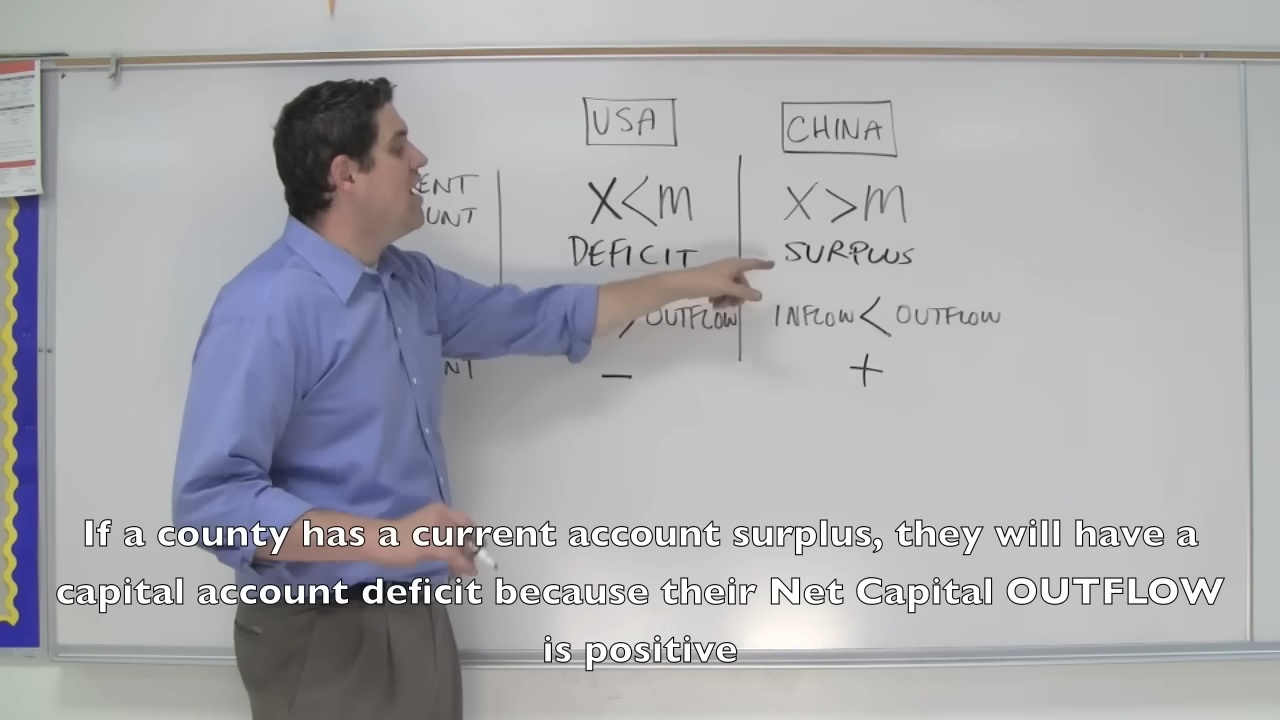 USA
CHINA
ENT
UNT
X<M
X>M
DEFICIT
SURPLUS
OUTFLOW
INFLOW < OUTFLOW
NT
−
+
If a county has a current account surplus, they will have a
capital account deficit because their Net Capital OUTFLOW
is positive